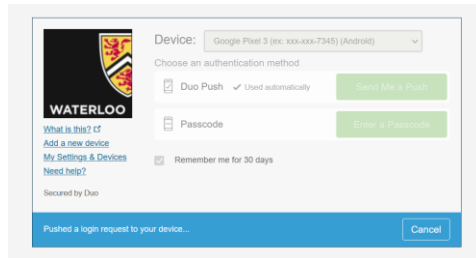 WATERLOO
What is this?
Add a new device
My Settings & Devices
Need help?
Secured by Duo
Device: Google Pixel 3 (ex: xxx-xxx-7345) (Android)
Choose an authentication method
Duo Push ✓ Used automatically Send Me a Push
Passcode Enter a Passcode
Remember me for 30 days
Pushed a login request to your device... Cancel